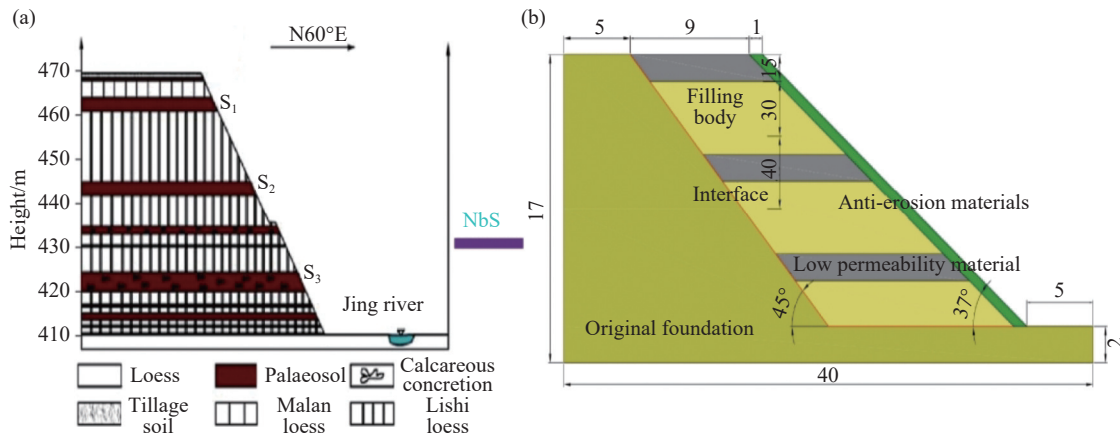 (a)
N60°E
Height/m
470
460
450
440
430
420
410
S1
S2
S3
Jing river
Loess
Palaeosol
Calcareous
concretion
Tillage
soil
Malan
loess
Lishi
loess
NbS
(b)
5
9
1
15
30
40
17
Filling
body
Interface
Anti-erosion materials
Low permeability material
45°
37°
Original foundation
5
2
40